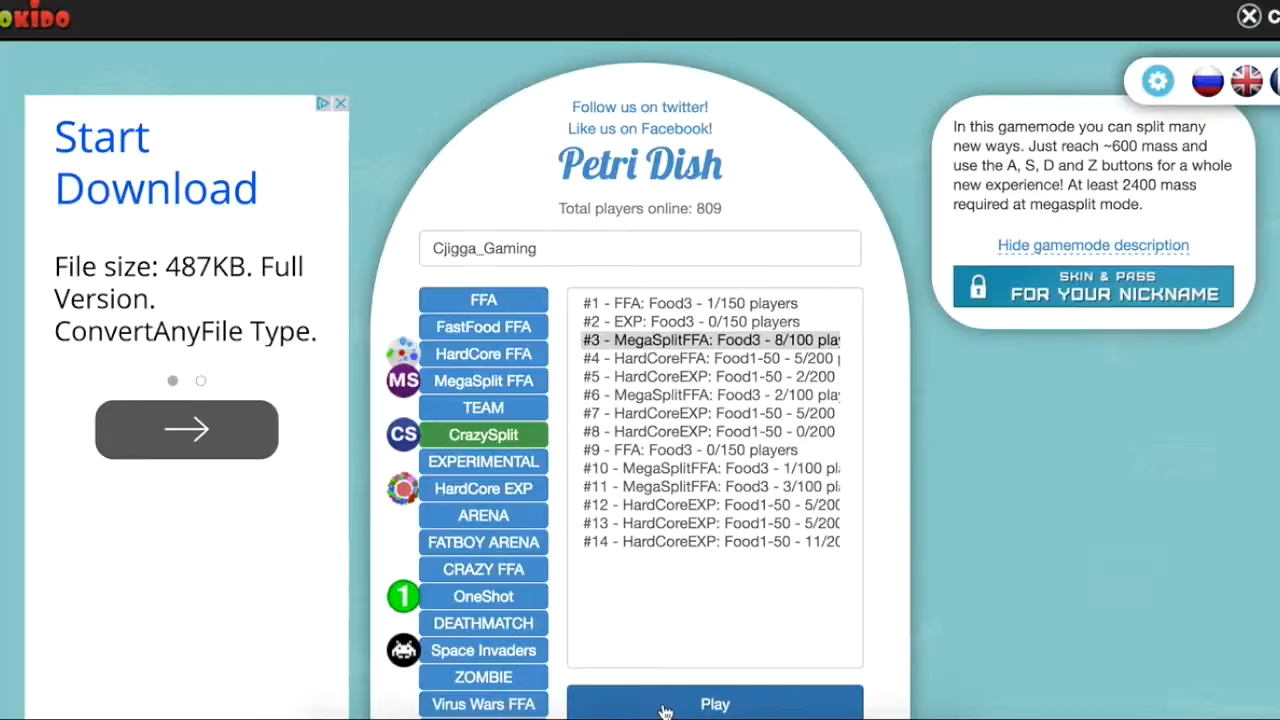 OKIDO
C
Start
Download
File size: 487KB. Full
Version.
ConvertAnyFile Type.
Follow us on twitter!
Like us on Facebook!
Petri Dish
Total players online: 809
Cjigga_Gaming
FFA
FastFood FFA
HardCore FFA
MS
MegaSplit FFA
TEAM
CS
CrazySplit
EXPERIMENTAL
HardCore EXP
ARENA
FATBOY ARENA
CRAZY FFA
1
OneShot
DEATHMATCH
Space Invaders
ZOMBIE
Virus Wars FFA
#1 - FFA: Food3 - 1/150 players
#2 - EXP: Food3 - 0/150 players
#3 - MegaSplitFFA: Food3 - 8/100 play
#4 - HardCoreFFA: Food1-50 - 5/200 p
#5 - HardCoreEXP: Food1-50 - 2/200
#6 - MegaSplitFFA: Food3 - 2/100 play
#7 - HardCoreEXP: Food1-50 - 5/200
#8 - HardCoreEXP: Food1-50 - 0/200
#9 - FFA: Food3 - 0/150 players
#10 - MegaSplitFFA: Food3 - 1/100 pl
#11 - MegaSplitFFA: Food3 - 3/100 pl
#12 - HardCoreEXP: Food1-50 - 5/200
#13 - HardCoreEXP: Food1-50 - 5/200
#14 - HardCoreEXP: Food1-50 - 11/20
Play
In this gamemode you can split many
new ways. Just reach ~600 mass and
use the A, S, D and Z buttons for a whole
new experience! At least 2400 mass
required at megasplit mode.
Hide gamemode description
SKIN & PASS
FOR YOUR NICKNAME